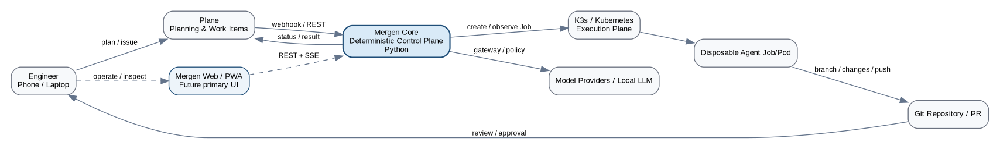 Engineer
Phone / Laptop
plan / issue
operate / inspect
Plane
Planning & Work Items
Mergen Web / PWA
Future primary UI
webhook / REST
status / result
REST + SSE
Mergen Core
Deterministic Control Plane
Python
create / observe Job
gateway / policy
K3s / Kubernetes
Execution Plane
Model Providers / Local LLM
Disposable Agent Job/Pod
branch / changes / push
Git Repository / PR
review / approval